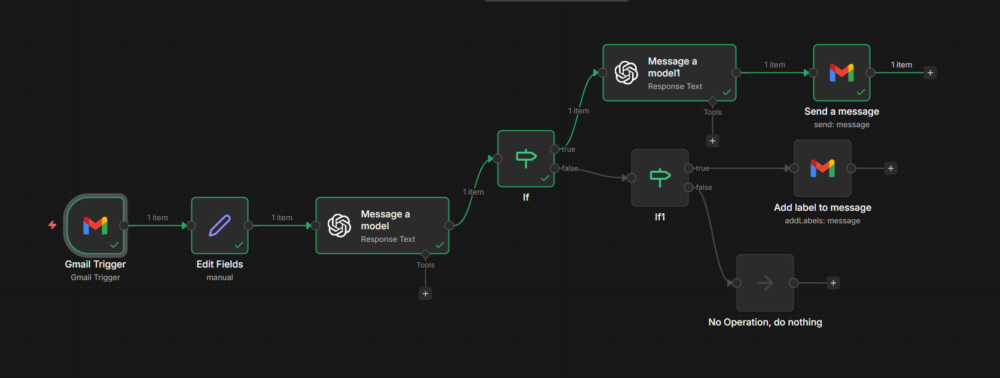 Gmail Trigger
Gmail Trigger
1 item
Edit Fields
manual
1 item
Message a
model
Response Text
Tools
1 item
If
true
false
1 item
Message a
model1
Response Text
Tools
1 item
Send a message
send: message
1 item
If1
true
false
Add label to message
addLabels: message
No Operation, do nothing